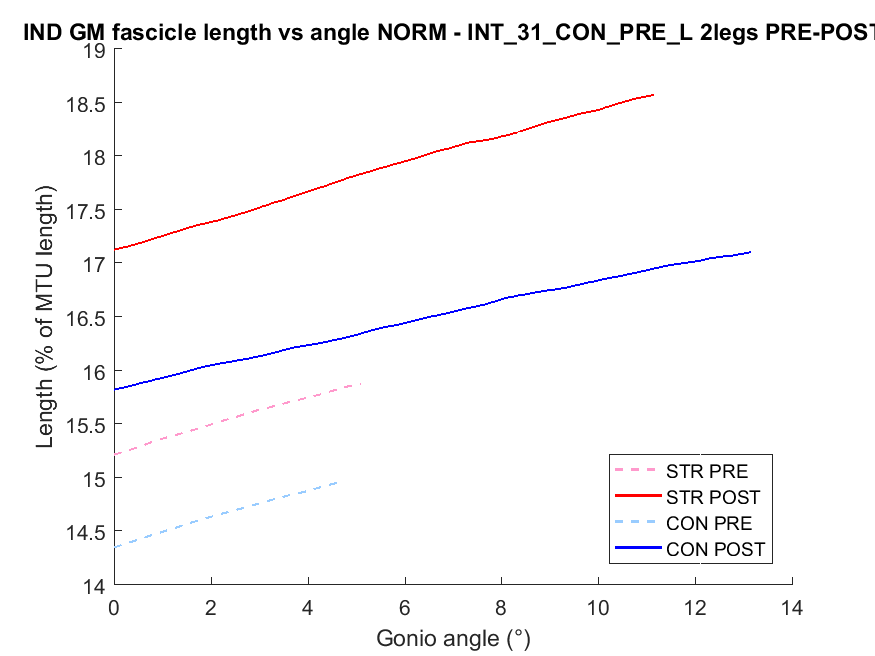 IND GM fascicle length vs angle NORM - INT_31_CON_PRE_L 2legs PRE-POST
19
18.5
18
17.5
17
16.5
16
15.5
15
14.5
14
Length (% of MTU length)
STR PRE
STR POST
CON PRE
CON POST
0 2 4 6 8 10 12 14
Gonio angle (°)